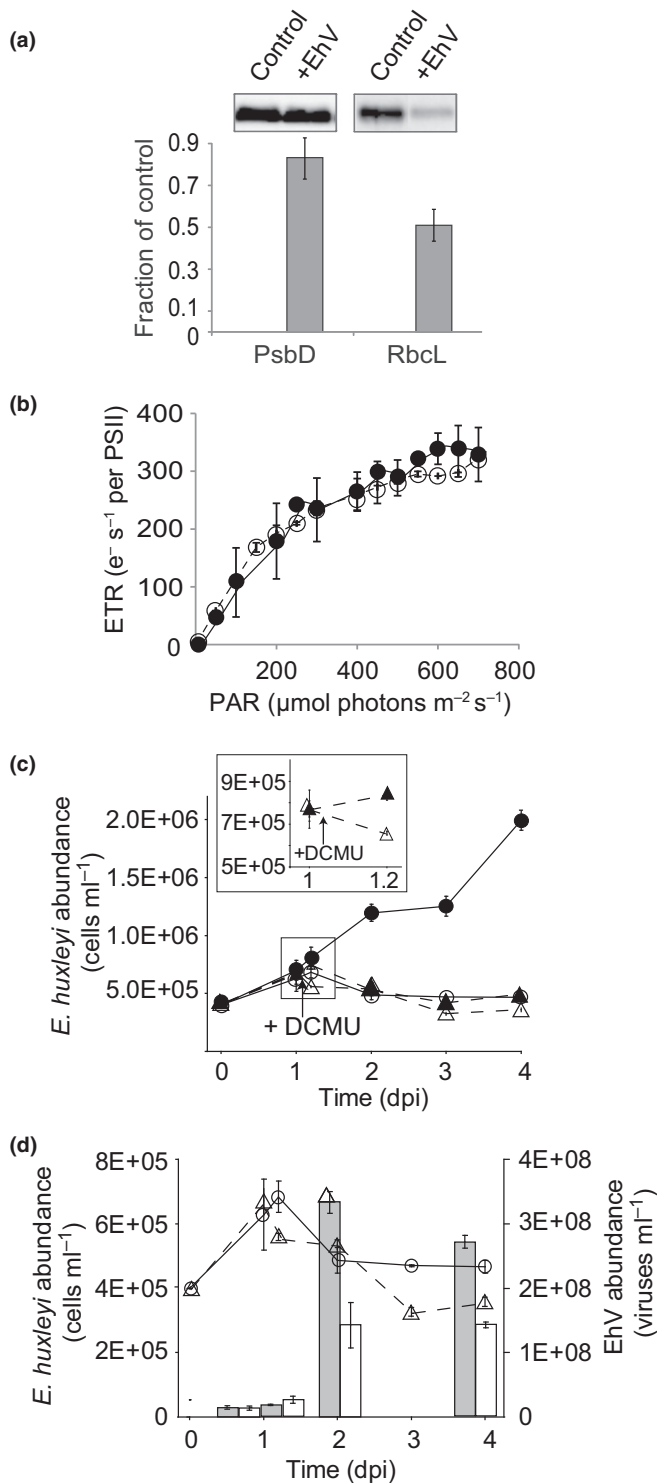 (a)
Control
+EhV
Control
+EhV
Fraction of control
0.9
0.7
0.5
0.3
0.1
0
PsbD
RbcL
(b)
ETR (e⁻ s⁻¹ per PSII)
400
300
200
100
0
200
400
600
800
PAR (µmol photons m⁻² s⁻¹)
(c)
E. huxleyi abundance
(cells ml⁻¹)
2.0E+06
1.5E+06
1.0E+06
5.0E+05
9E+05
7E+05
5E+05
+DCMU
1
1.2
+ DCMU
0
1
2
3
4
Time (dpi)
(d)
E. huxleyi abundance
(cells ml⁻¹)
8E+05
6E+05
4E+05
2E+05
0
4E+08
3E+08
2E+08
1E+08
0
EhV abundance
(viruses ml⁻¹)
0
1
2
3
4
Time (dpi)